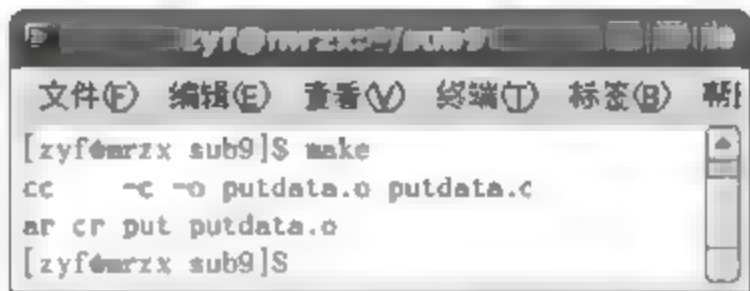 文件(F) 编辑(E) 查看(V) 终端(T) 标签(B)
[zyf@mrzx sub9]$ make
cc -c -o putdata.o putdata.c
ar cr put putdata.o
[zyf@mrzx sub9]$